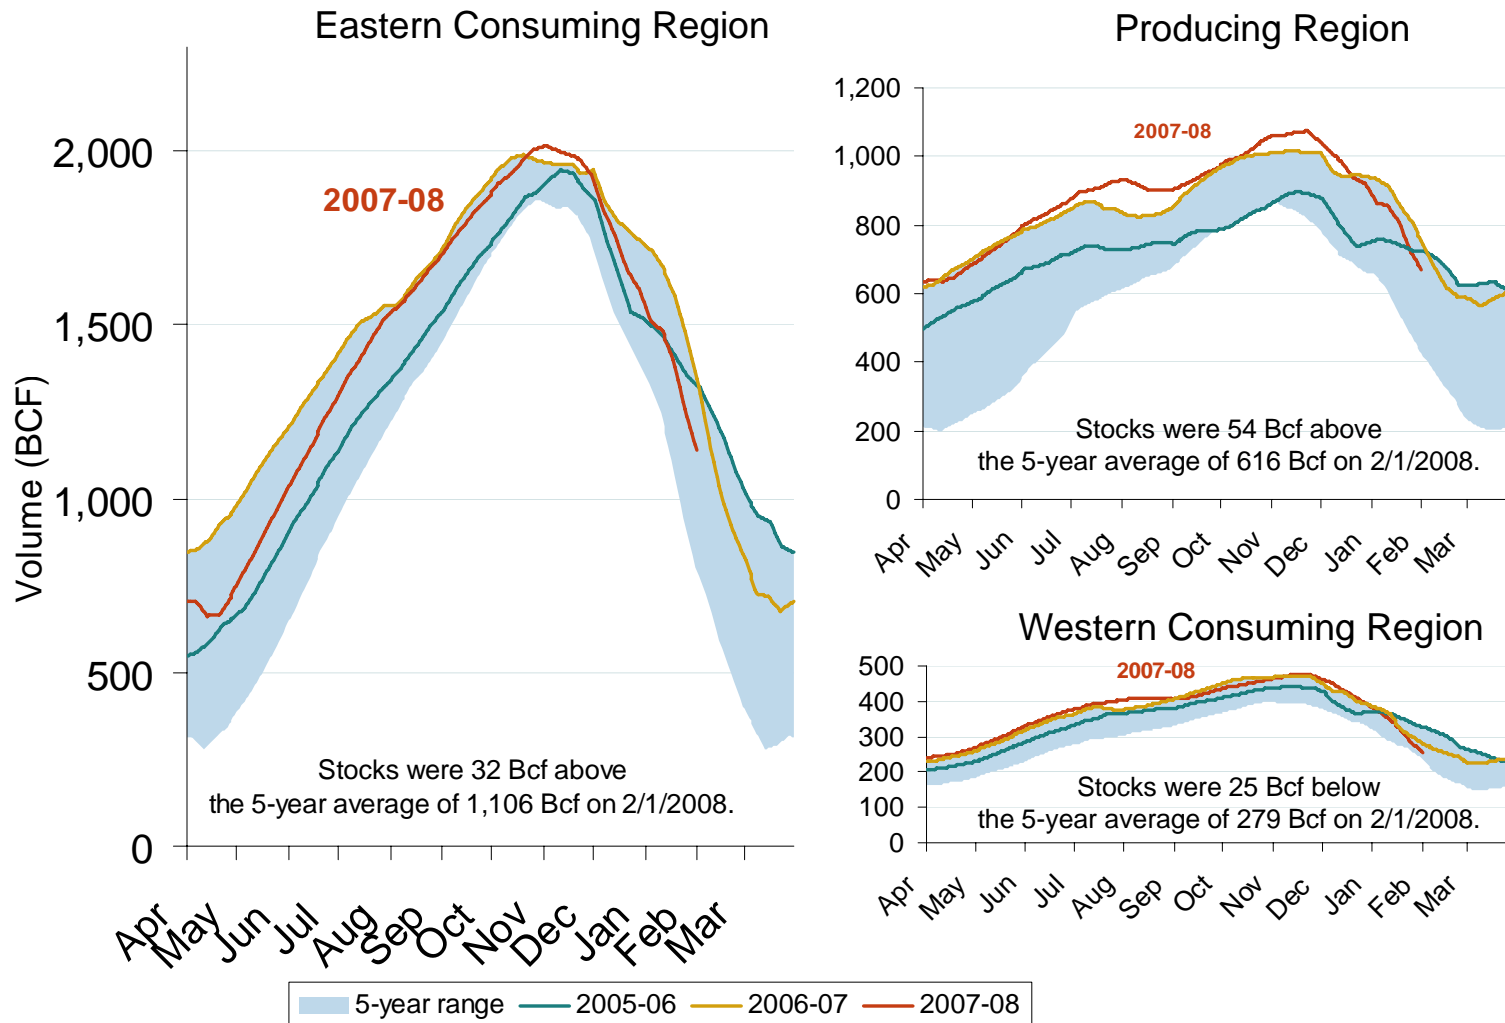 Eastern Consuming Region
Volume (BCF)
2,000
1,500
1,000
500
0
2007-08
Stocks were 32 Bcf above
the 5-year average of 1,106 Bcf on 2/1/2008.
Apr May Jun Jul Aug Sep Oct Nov Dec Jan Feb Mar
Producing Region
1,200
1,000
800
600
400
200
0
2007-08
Stocks were 54 Bcf above
the 5-year average of 616 Bcf on 2/1/2008.
Apr May Jun Jul Aug Sep Oct Nov Dec Jan Feb Mar
Western Consuming Region
500
400
300
200
100
0
2007-08
Stocks were 25 Bcf below
the 5-year average of 279 Bcf on 2/1/2008.
Apr May Jun Jul Aug Sep Oct Nov Dec Jan Feb Mar
5-year range 2005-06 2006-07 2007-08